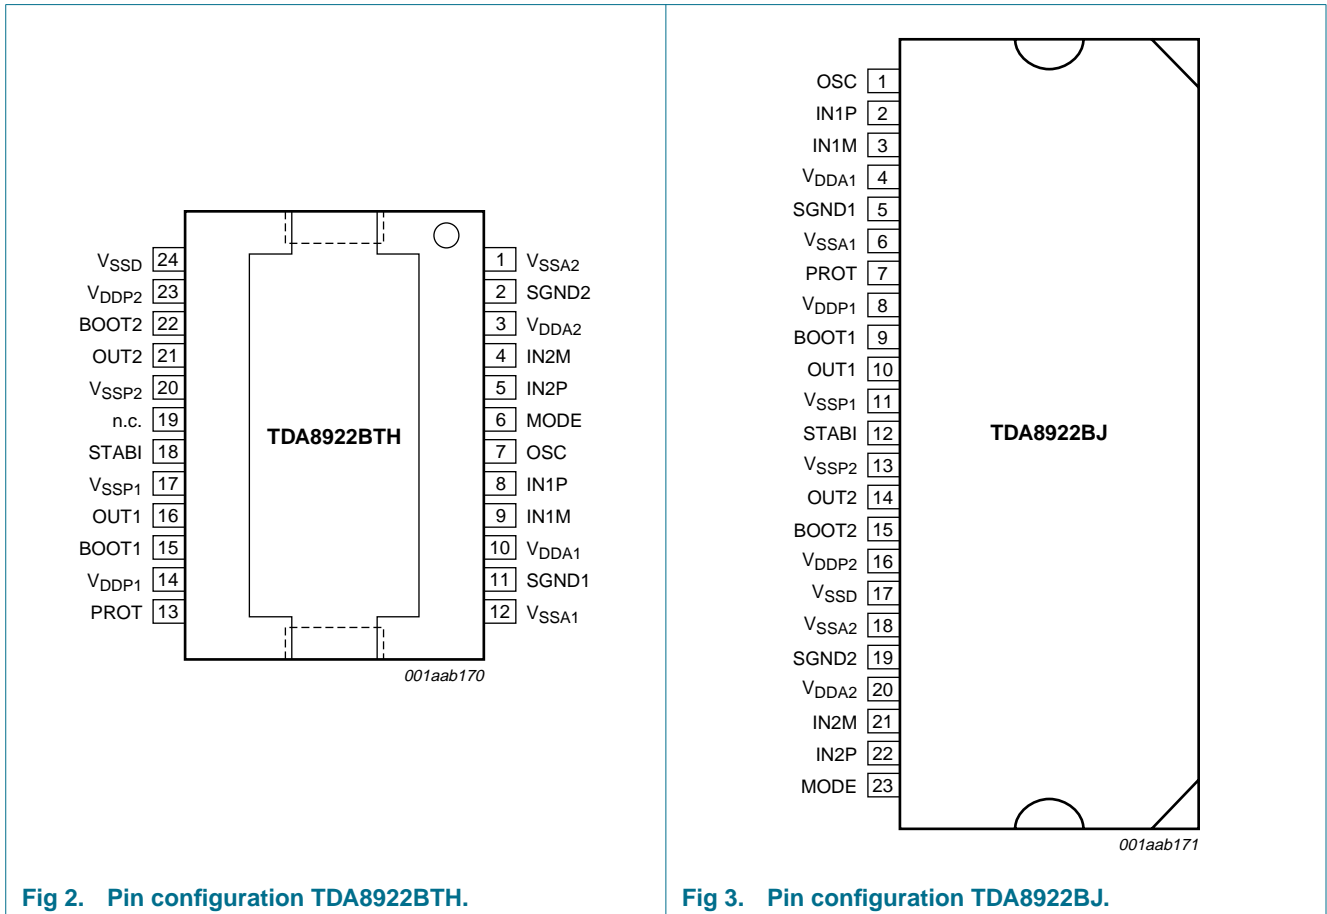 VSSD 24
VDDP2 23
BOOT2 22
OUT2 21
VSSP2 20
n.c. 19
STABI 18
VSSP1 17
OUT1 16
BOOT1 15
VDDP1 14
PROT 13
TDA8922BTH
1 VSSA2
2 SGND2
3 VDDA2
4 IN2M
5 IN2P
6 MODE
7 OSC
8 IN1P
9 IN1M
10 VDDA1
11 SGND1
12 VSSA1
001aab170
Fig 2. Pin configuration TDA8922BTH.
OSC 1
IN1P 2
IN1M 3
VDDA1 4
SGND1 5
VSSA1 6
PROT 7
VDDP1 8
BOOT1 9
OUT1 10
VSSP1 11
STABI 12
VSSP2 13
OUT2 14
BOOT2 15
VDDP2 16
VSSD 17
VSSA2 18
SGND2 19
VDDA2 20
IN2M 21
IN2P 22
MODE 23
TDA8922BJ
001aab171
Fig 3. Pin configuration TDA8922BJ.